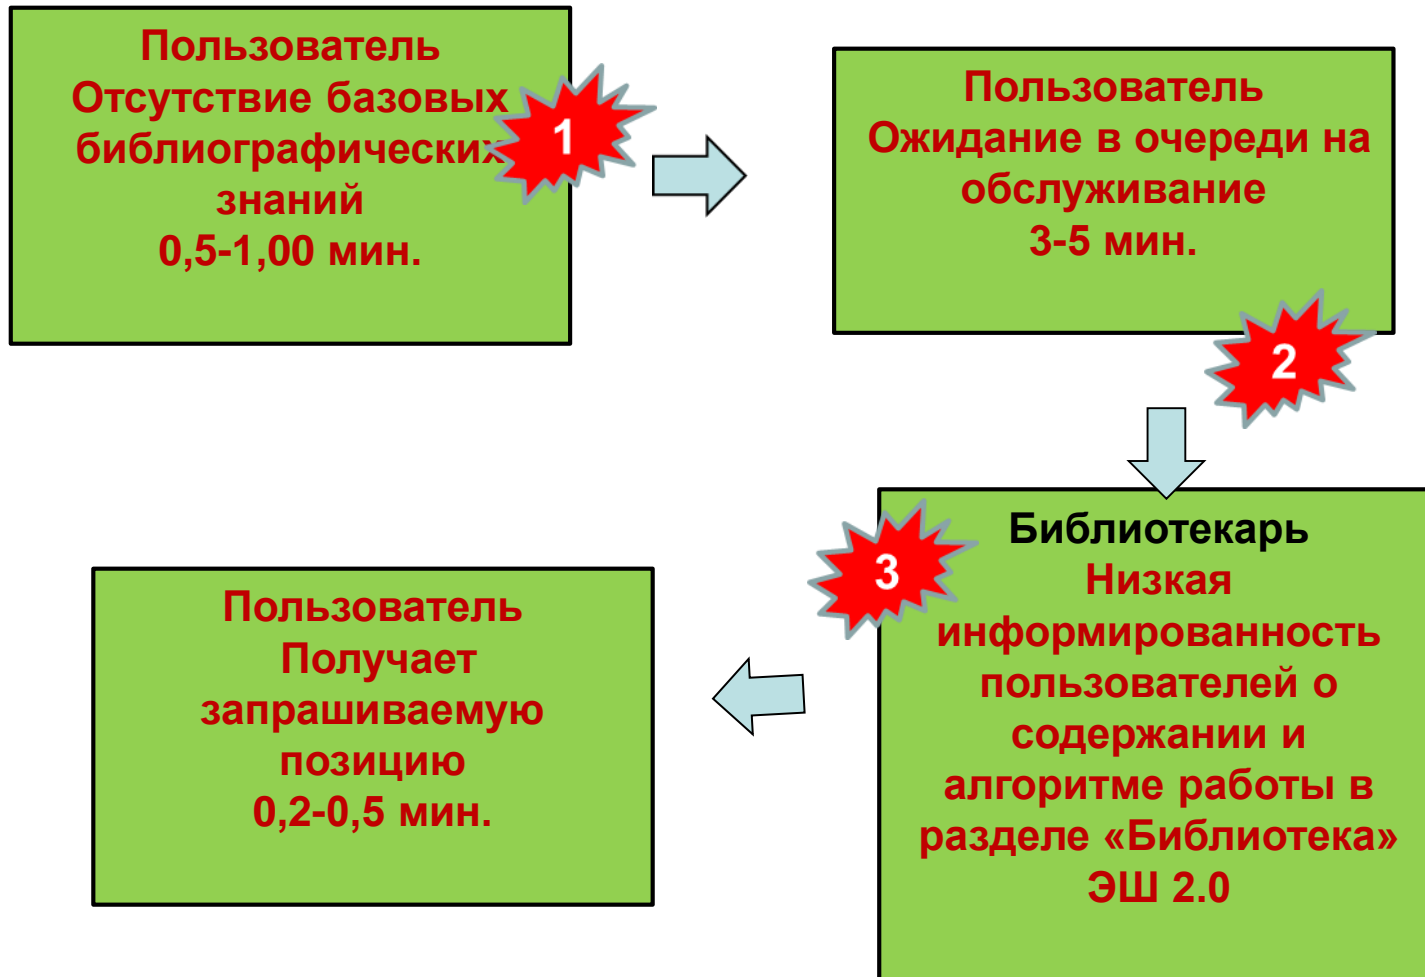 Пользователь
Отсутствие базовых
библиографических
знаний
0,5-1,00 мин.
1
Пользователь
Ожидание в очереди на
обслуживание
3-5 мин.
2
3
Библиотекарь
Низкая
информированность
пользователей о
содержании и
алгоритме работы в
разделе «Библиотека»
ЭШ 2.0
Пользователь
Получает
запрашиваемую
позицию
0,2-0,5 мин.